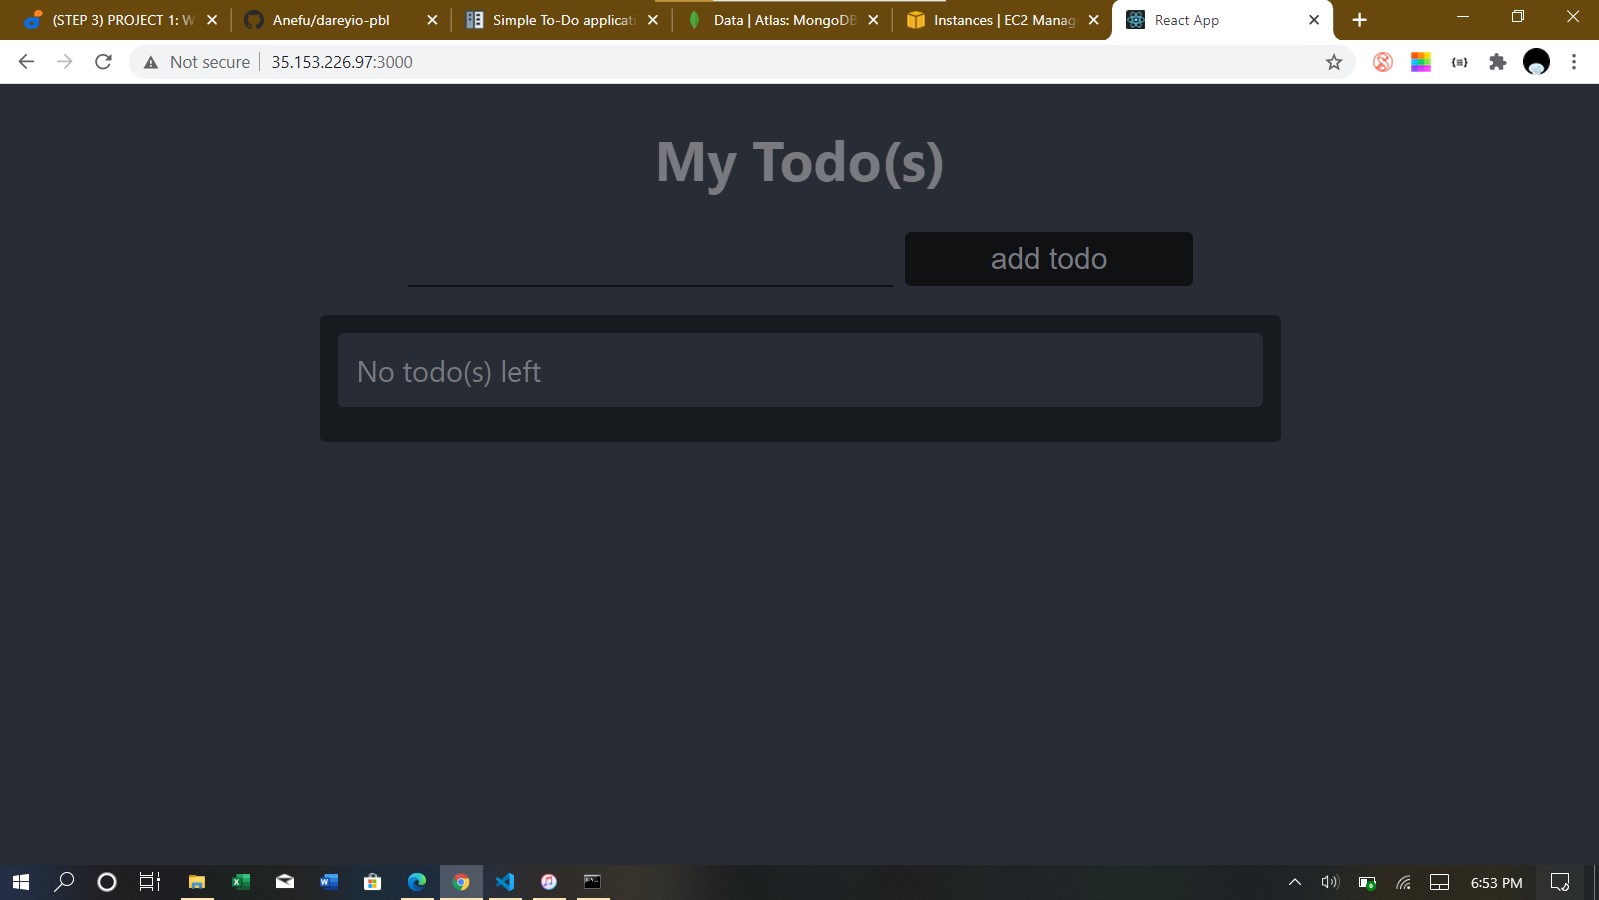 (STEP 3) PROJECT 1: W
Anefu/dareyio-pbl
Simple To-Do applicati
Data | Atlas: MongoDB
Instances | EC2 Manag
React App
Not secure
35.153.226.97:3000
My Todo(s)
add todo
No todo(s) left
6:53 PM